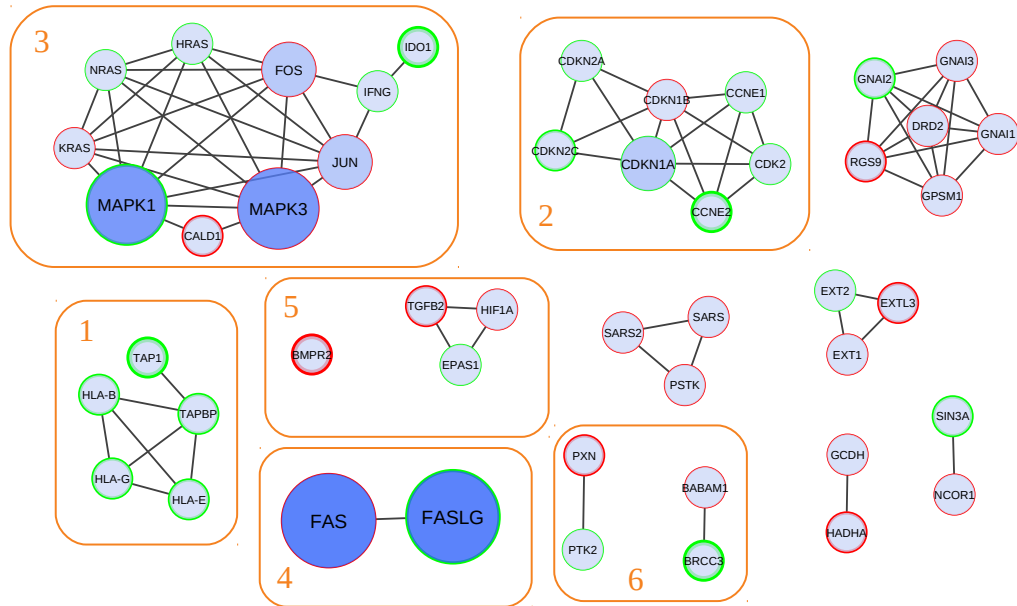 3
HRAS
IDO1
NRAS
FOS
IFNG
KRAS
JUN
MAPK1
MAPK3
CALD1
CDKN2A
CDKN1B
CCNE1
CDKN2C
CDKN1A
CDK2
CCNE2
2
GNAI3
GNAI2
DRD2
GNAI1
RGS9
GPSM1
1
TAP1
HLA-B
TAPBP
HLA-G
HLA-E
5
TGFB2
HIF1A
BMPR2
EPAS1
SARS2
SARS
PSTK
EXT2
EXTL3
EXT1
FAS
FASLG
4
PXN
BABAM1
PTK2
BRCC3
6
GCDH
HADHA
SIN3A
NCOR1